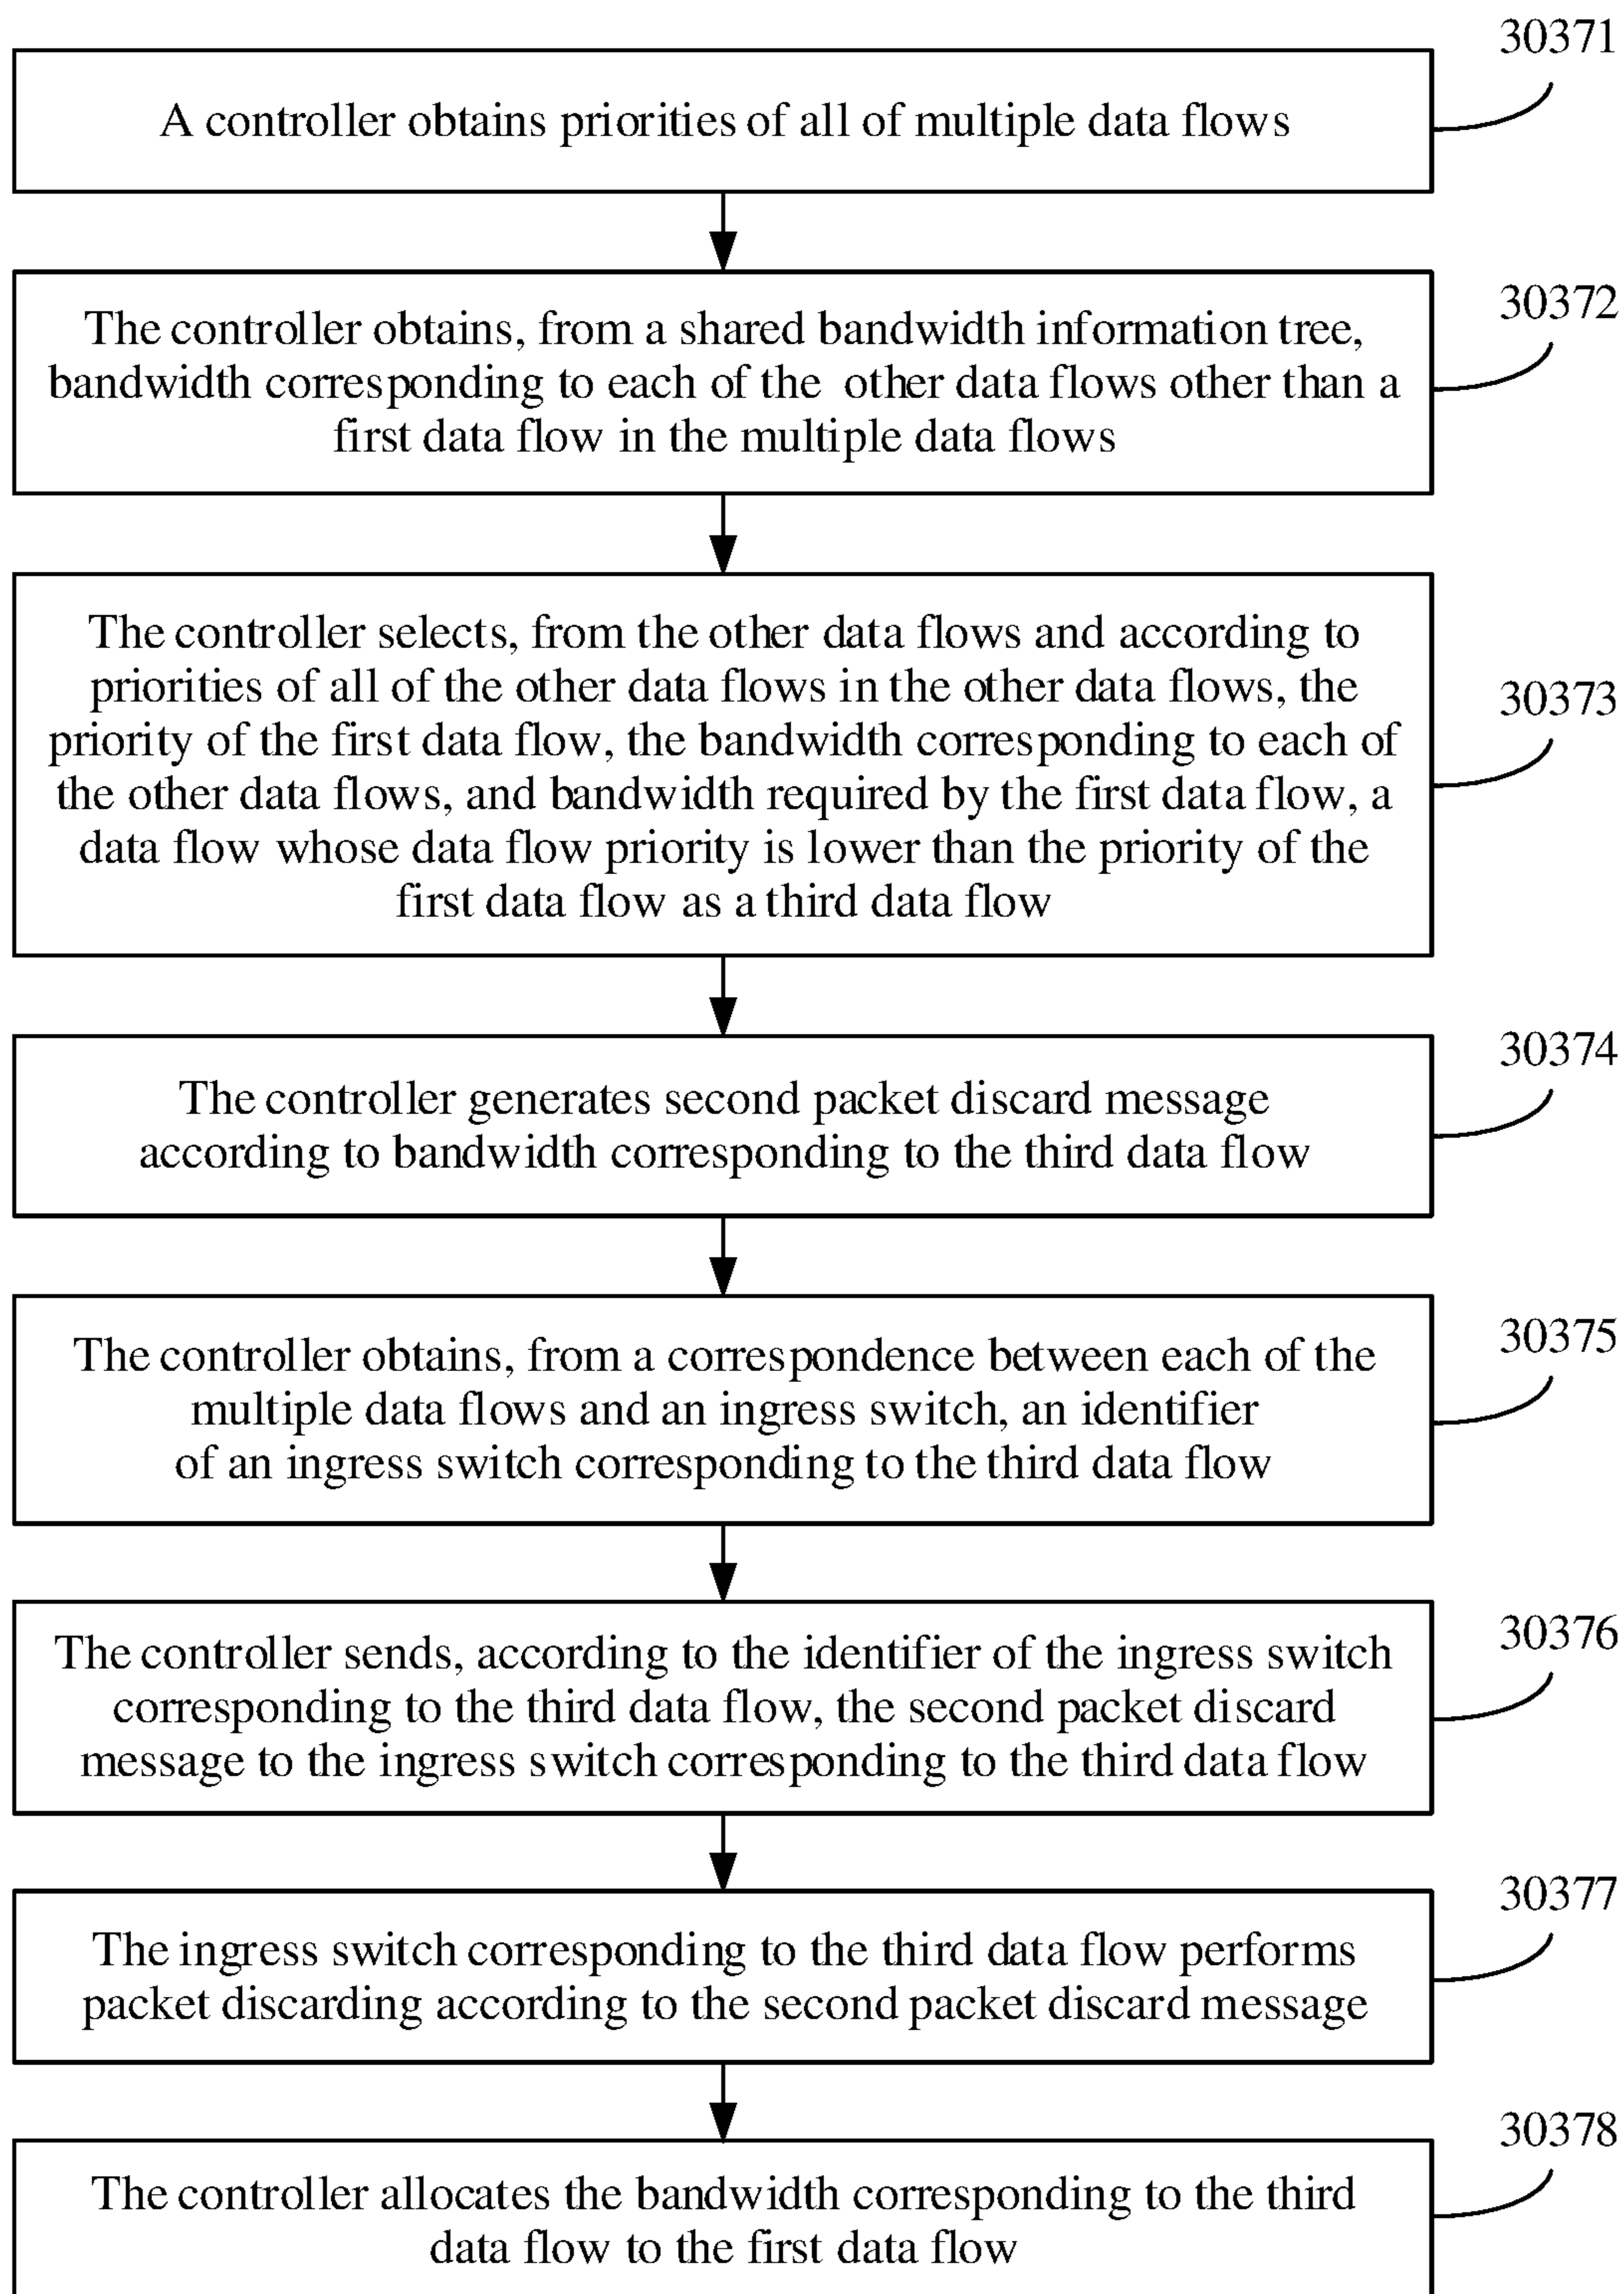 30371
A controller obtains priorities of all of multiple data flows
30372
The controller obtains, from a shared bandwidth information tree,
bandwidth corresponding to each of the other data flows other than a
first data flow in the multiple data flows
30373
The controller selects, from the other data flows and according to
priorities of all of the other data flows in the other data flows, the
priority of the first data flow, the bandwidth corresponding to each of
the other data flows, and bandwidth required by the first data flow, a
data flow whose data flow priority is lower than the priority of the
first data flow as a third data flow
30374
The controller generates second packet discard message
according to bandwidth corresponding to the third data flow
30375
The controller obtains, from a correspondence between each of the
multiple data flows and an ingress switch, an identifier
of an ingress switch corresponding to the third data flow
30376
The controller sends, according to the identifier of the ingress switch
corresponding to the third data flow, the second packet discard
message to the ingress switch corresponding to the third data flow
30377
The ingress switch corresponding to the third data flow performs
packet discarding according to the second packet discard message
30378
The controller allocates the bandwidth corresponding to the third
data flow to the first data flow